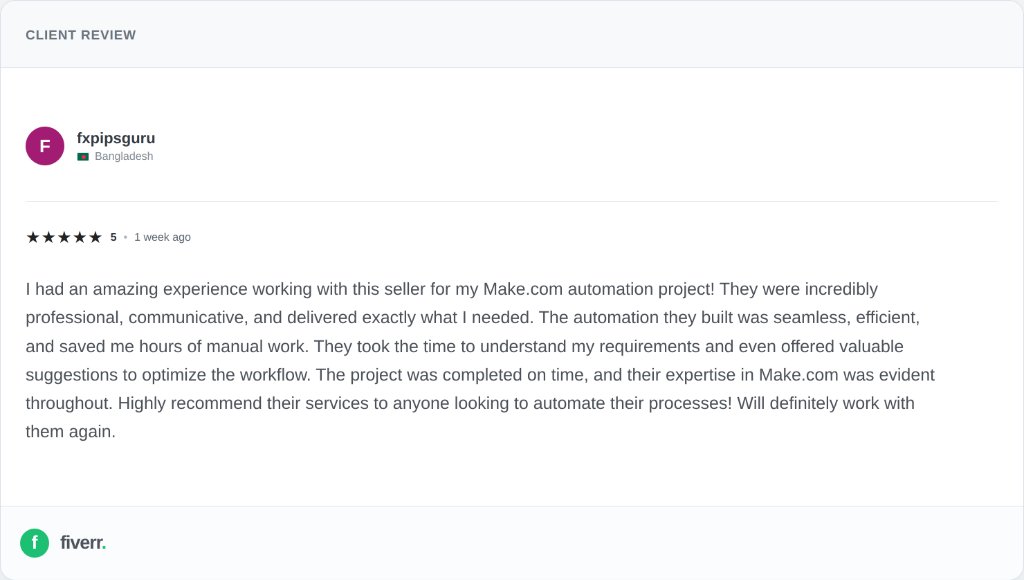 CLIENT REVIEW
F
fxpipsguru
Bangladesh
★★★★★ 5 • 1 week ago
I had an amazing experience working with this seller for my Make.com automation project! They were incredibly
professional, communicative, and delivered exactly what I needed. The automation they built was seamless, efficient,
and saved me hours of manual work. They took the time to understand my requirements and even offered valuable
suggestions to optimize the workflow. The project was completed on time, and their expertise in Make.com was evident
throughout. Highly recommend their services to anyone looking to automate their processes! Will definitely work with
them again.
f fiverr.